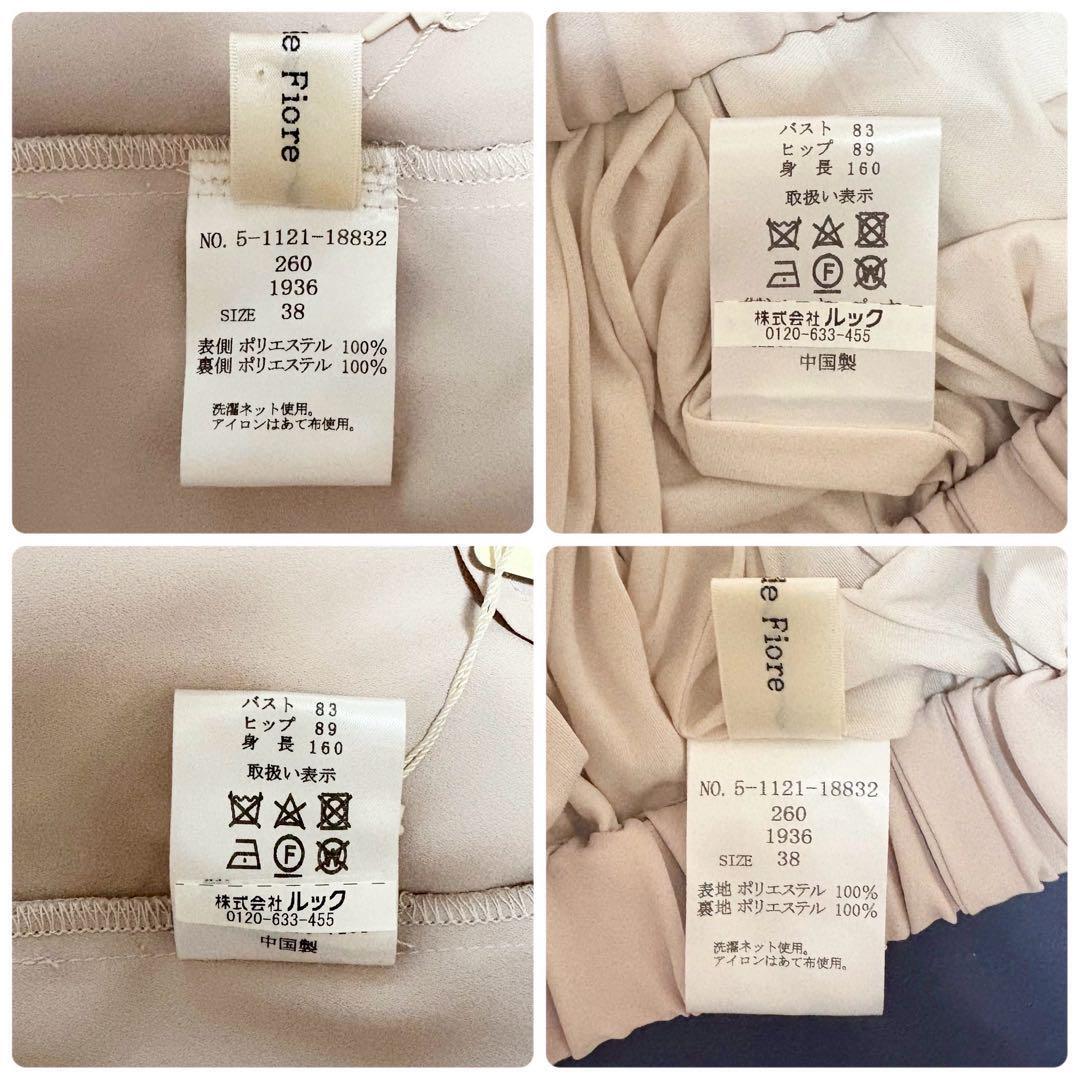 de Fiore
NO. 5-1121-18832
260
1936
SIZE 38
表側 ポリエステル 100%
裏側 ポリエステル 100%
洗濯ネット使用。
アイロンはあて布使用。
バスト 83
ヒップ 89
身長 160
取扱い表示
F W
株式会社 ルック
0120-633-455
中国製
バスト 83
ヒップ 89
身長 160
取扱い表示
F W
株式会社 ルック
0120-633-455
中国製
de Fiore
NO. 5-1121-18832
260
1936
SIZE 38
表地 ポリエステル 100%
裏地 ポリエステル 100%
洗濯ネット使用。
アイロンはあて布使用。